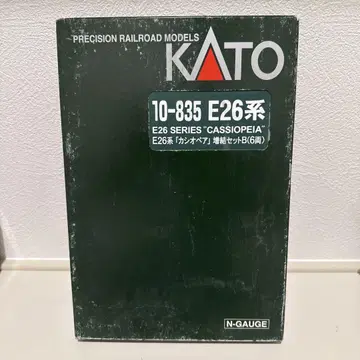 PRECISION RAILROAD MODELS
KATO
10-835 E26系
E26 SERIES "CASSIOPEIA"
E26系「カシオペア」増結セットB(6両)
N-GAUGE